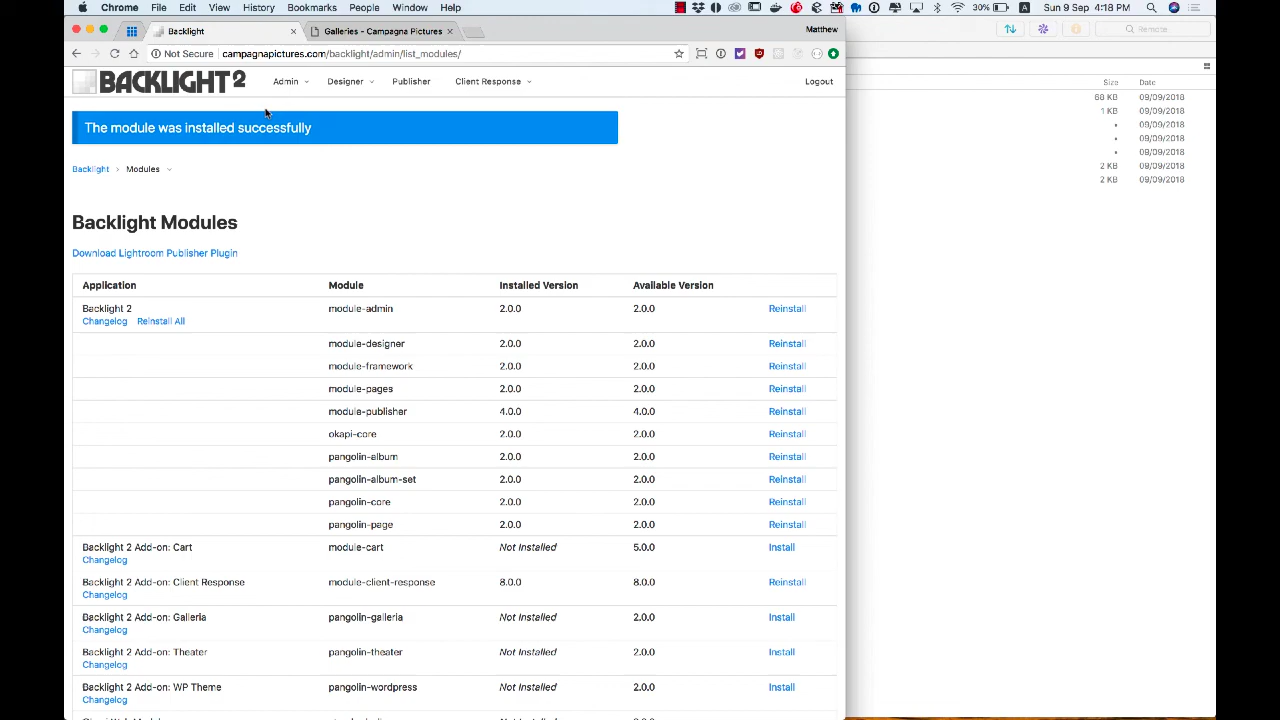 Chrome File Edit View History Bookmarks People Window Help 30% A Sun 9 Sep 4:18 PM
Backlight Galleries - Campagna Pictures Matthew Remote
Not Secure campagnapictures.com/backlight/admin/list_modules/
BACKLIGHT 2 Admin Designer Publisher Client Response Logout
Size Date
68 KB 09/09/2018
1 KB 09/09/2018
09/09/2018
09/09/2018
09/09/2018
2 KB 09/09/2018
2 KB 09/09/2018
The module was installed successfully
Backlight > Modules
Backlight Modules
Download Lightroom Publisher Plugin
Application Module Installed Version Available Version
Backlight 2 module-admin 2.0.0 2.0.0 Reinstall
Changelog Reinstall All
module-designer 2.0.0 2.0.0 Reinstall
module-framework 2.0.0 2.0.0 Reinstall
module-pages 2.0.0 2.0.0 Reinstall
module-publisher 4.0.0 4.0.0 Reinstall
okapi-core 2.0.0 2.0.0 Reinstall
pangolin-album 2.0.0 2.0.0 Reinstall
pangolin-album-set 2.0.0 2.0.0 Reinstall
pangolin-core 2.0.0 2.0.0 Reinstall
pangolin-page 2.0.0 2.0.0 Reinstall
Backlight 2 Add-on: Cart module-cart Not Installed 5.0.0 Install
Changelog
Backlight 2 Add-on: Client Response module-client-response 8.0.0 8.0.0 Reinstall
Changelog
Backlight 2 Add-on: Galleria pangolin-galleria Not Installed 2.0.0 Install
Changelog
Backlight 2 Add-on: Theater pangolin-theater Not Installed 2.0.0 Install
Changelog
Backlight 2 Add-on: WP Theme pangolin-wordpress Not Installed 2.0.0 Install
Changelog